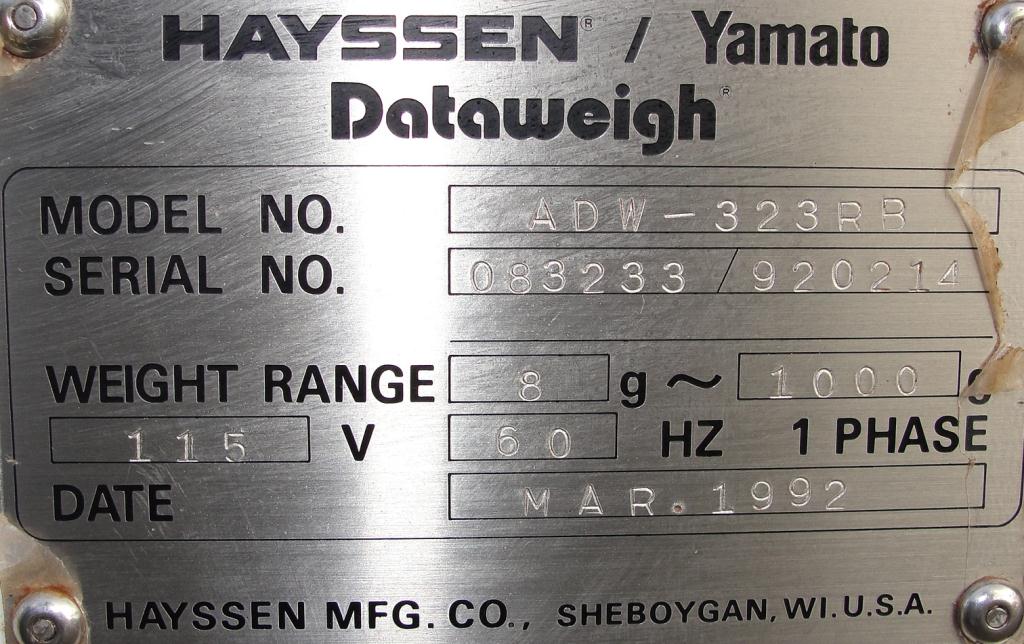 HAYSSEN® / Yamato
Dataweigh®
MODEL NO. ADW-323RB
SERIAL NO. 083233/920214
WEIGHT RANGE 8 g ~ 1000 g
115 V 60 HZ 1 PHASE
DATE MAR.1992
HAYSSEN MFG. CO., SHEBOYGAN, WI. U.S.A.